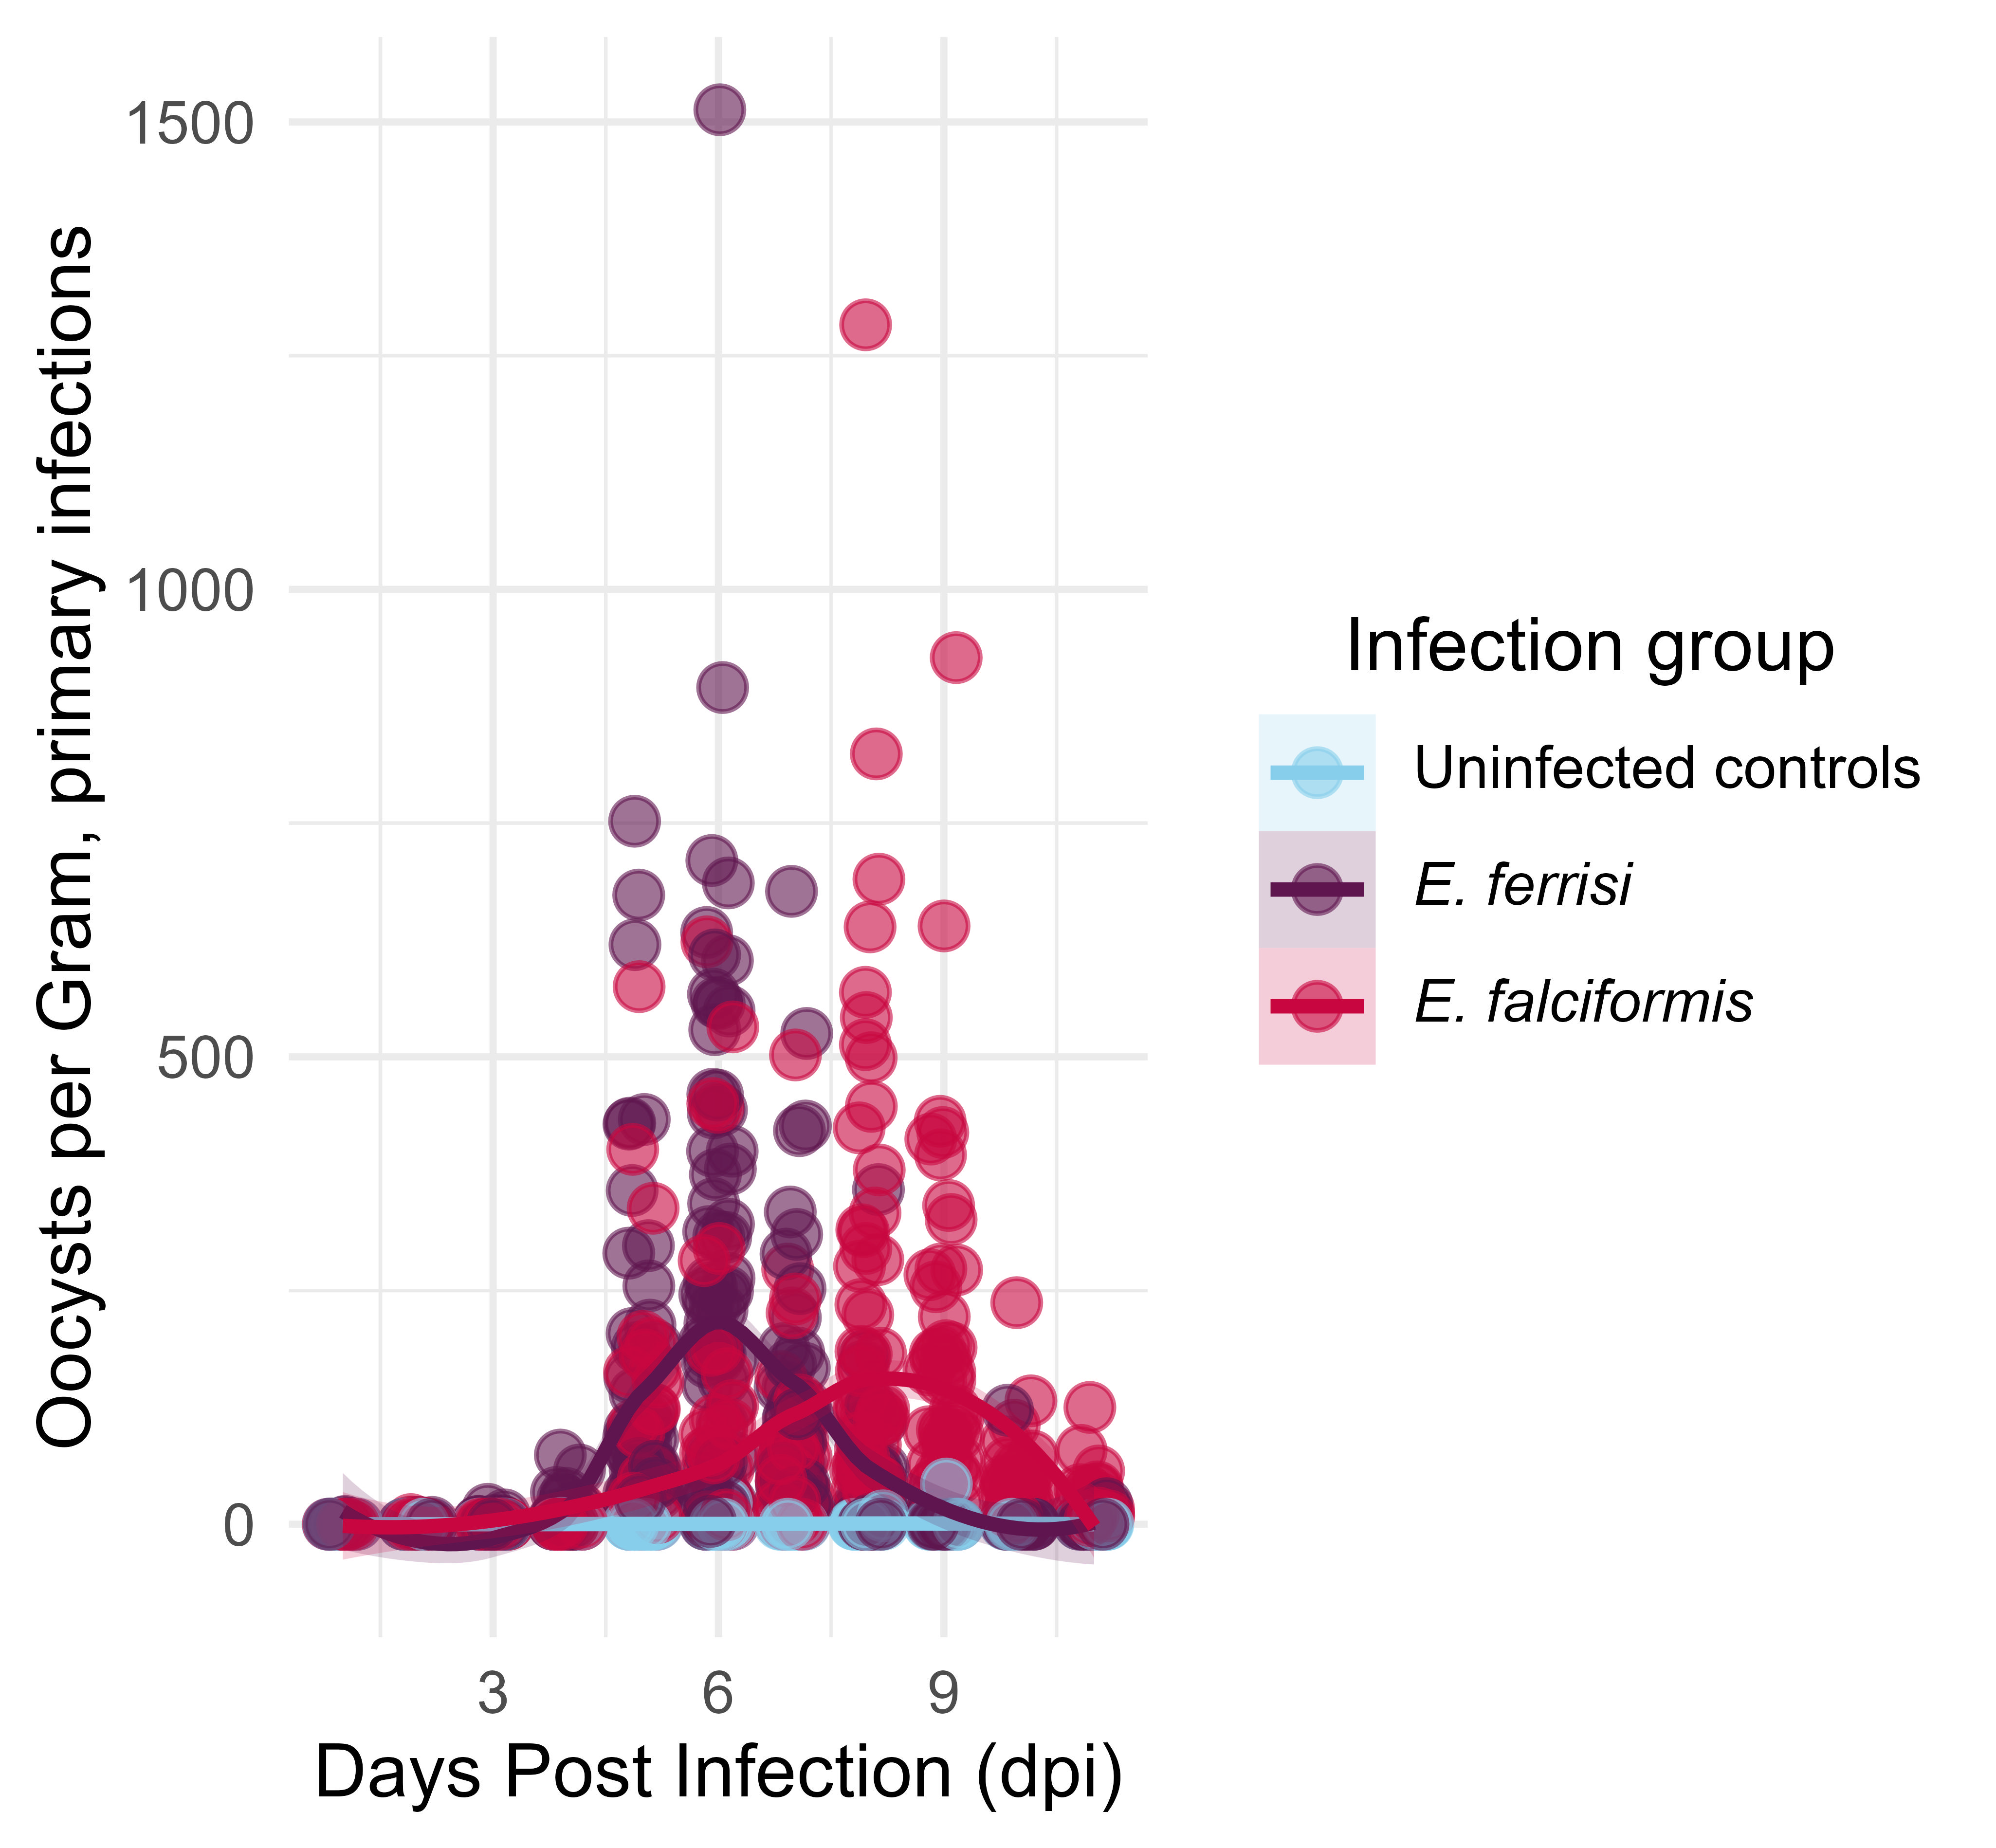 Oocysts per Gram, primary infections
1500
1000
500
0
3 6 9
Days Post Infection (dpi)
Infection group
Uninfected controls
E. ferrisi
E. falciformis